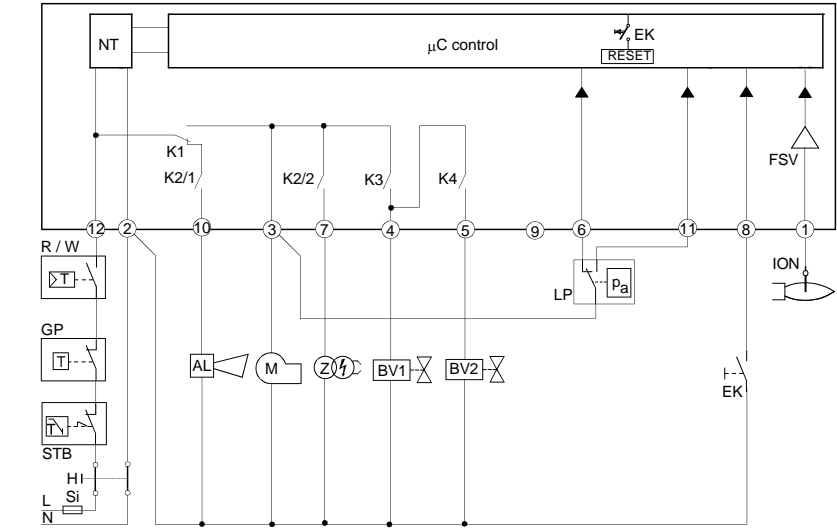 NT
μC control
EK
RESET
K1
K2/1
K2/2
K3
K4
FSV
12
2
10
3
7
4
5
9
6
11
8
1
R / W
T
GP
T
STB
T
LP
pa
ION
AL
M
Z
BV1
BV2
EK
H
Si
L
N